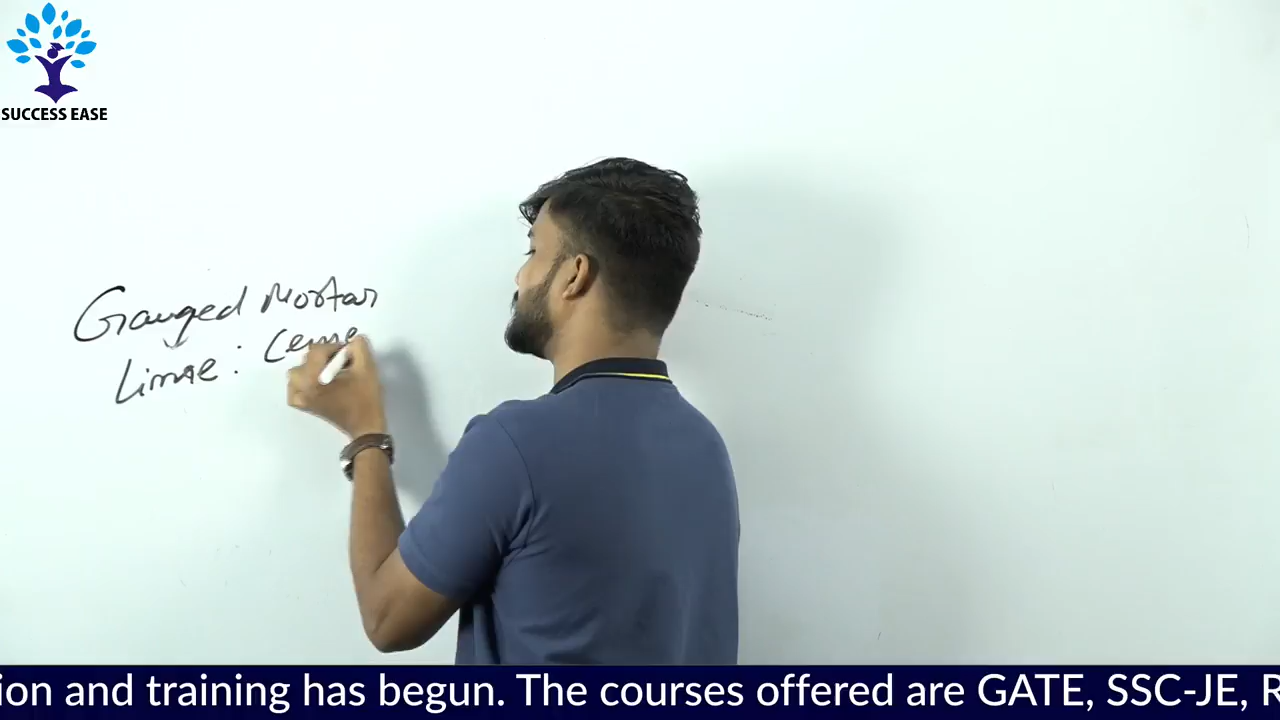 SUCCESS EASE
Gauged Mortar
Lime : Ceme
ion and training has begun. The courses offered are GATE, SSC-JE, R